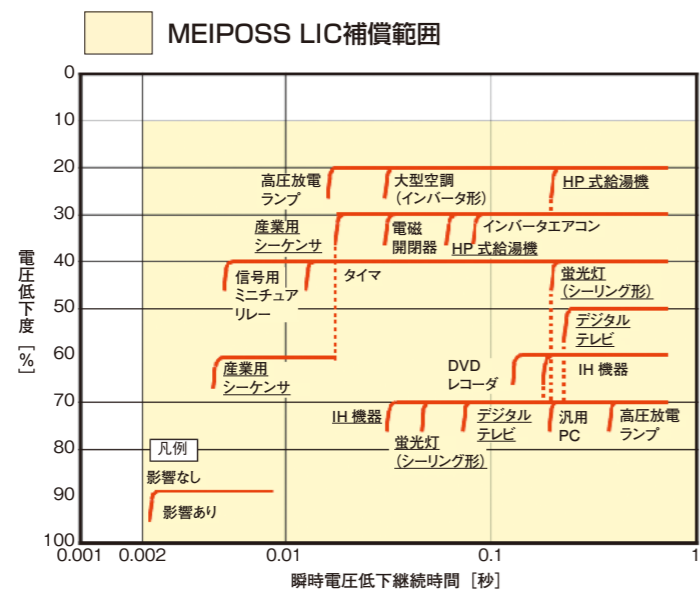 MEIPOSS LIC補償範囲
0
10
20
30
40
50
60
70
80
90
100
電圧低下度 [%]
高圧放電
ランプ
大型空調
(インバータ形)
HP 式給湯機
産業用
シーケンサ
電磁
開閉器
HP 式給湯機
インバータエアコン
信号用
ミニチュア
リレー
タイマ
蛍光灯
(シーリング形)
デジタル
テレビ
産業用
シーケンサ
DVD
レコーダ
IH 機器
IH 機器
蛍光灯
(シーリング形)
デジタル
テレビ
汎用
PC
高圧放電
ランプ
凡例
影響なし
影響あり
0.001
0.002
0.01
0.1
1
瞬時電圧低下継続時間 [秒]